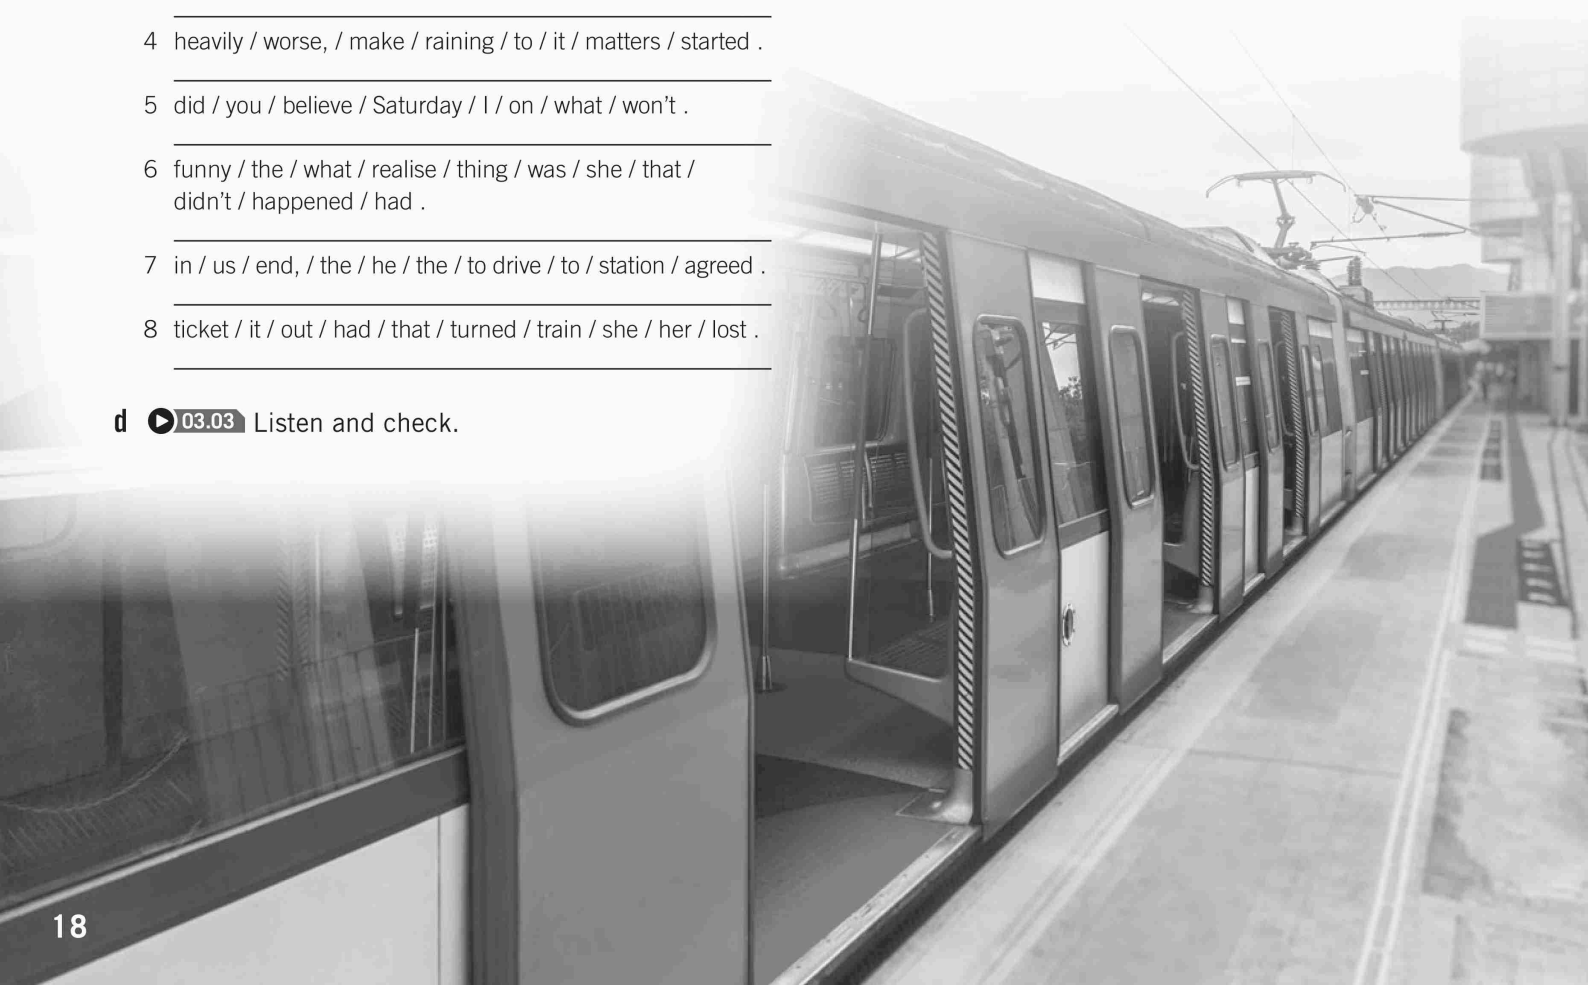 4 heavily / worse, / make / raining / to / it / matters / started .
5 did / you / believe / Saturday / I / on / what / won't .
6 funny / the / what / realise / thing / was / she / that /
didn't / happened / had .
7 in / us / end, / the / he / the / to drive / to / station / agreed .
8 ticket / it / out / had / that / turned / train / she / her / lost .
d 03.03 Listen and check.
18